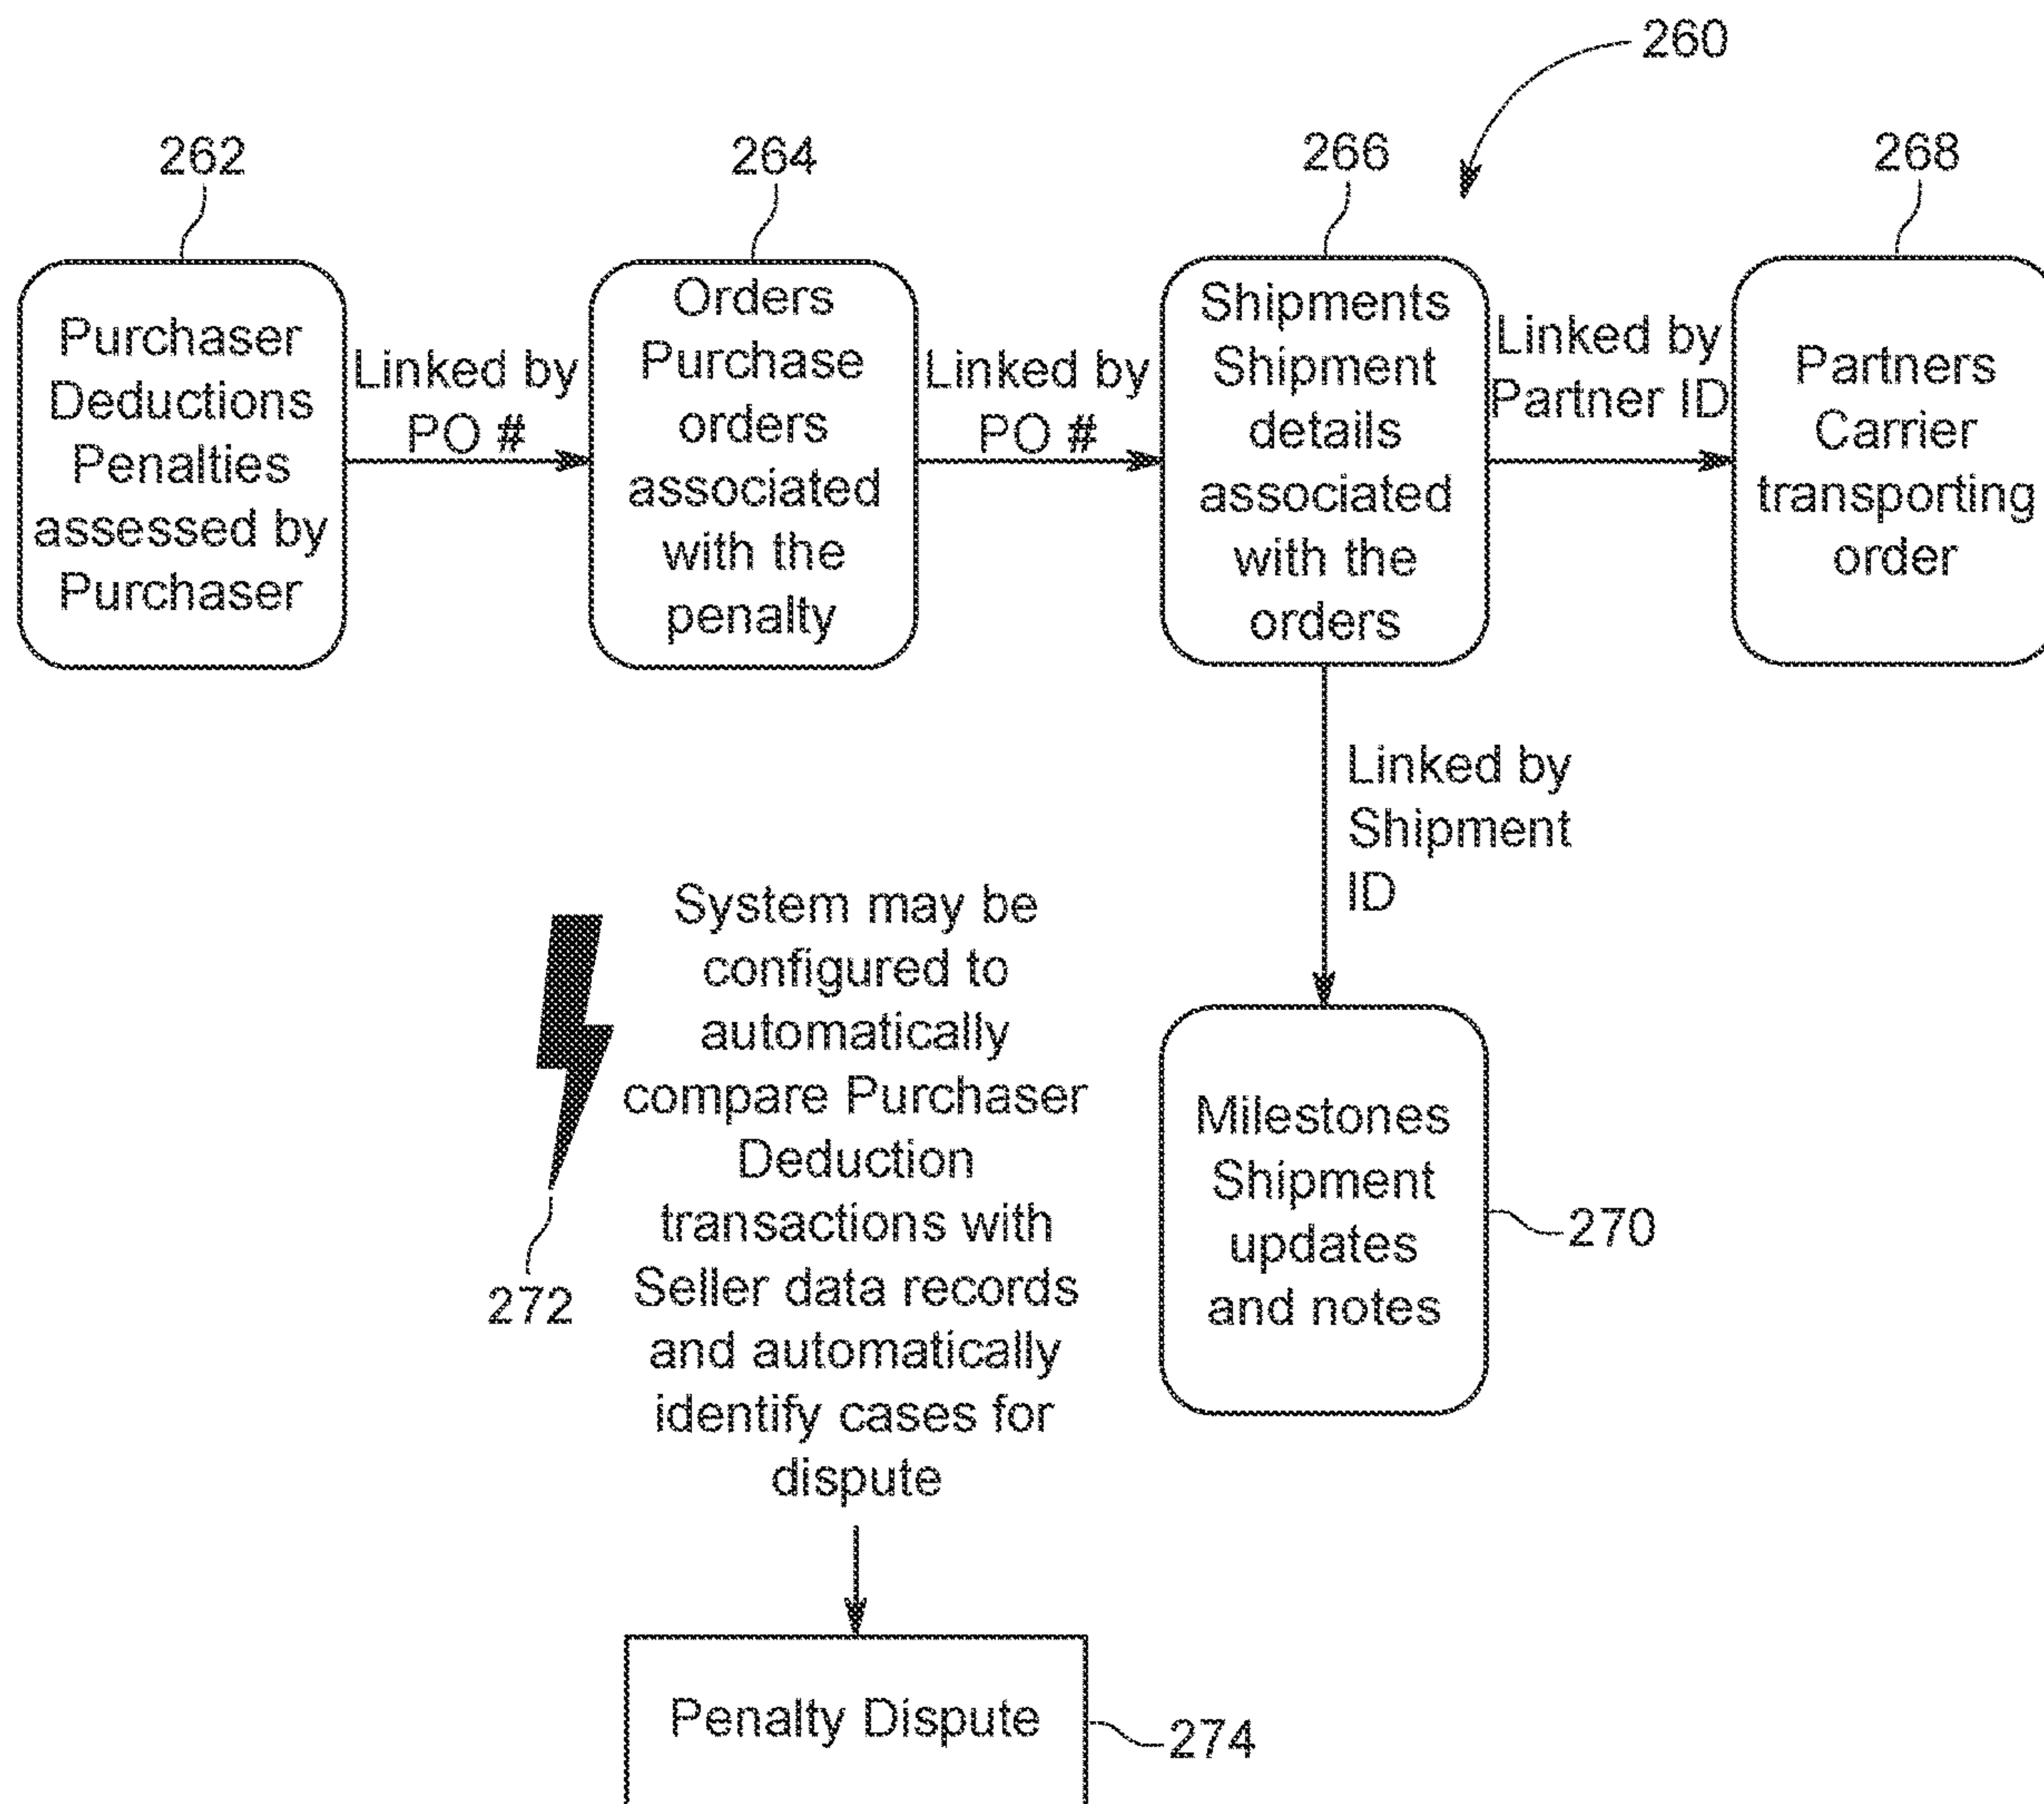 260
262
264
266
268
Purchaser
Deductions
Penalties
assessed by
Purchaser
Linked by
PO #
Orders
Purchase
orders
associated
with the
penalty
Linked by
PO #
Shipments
Shipment
details
associated
with the
orders
Linked by
Partner ID
Partners
Carrier
transporting
order
Linked by
Shipment
ID
System may be
configured to
automatically
compare Purchaser
Deduction
transactions with
Seller data records
and automatically
identify cases for
dispute
272
Milestones
Shipment
updates
and notes
270
Penalty Dispute
274